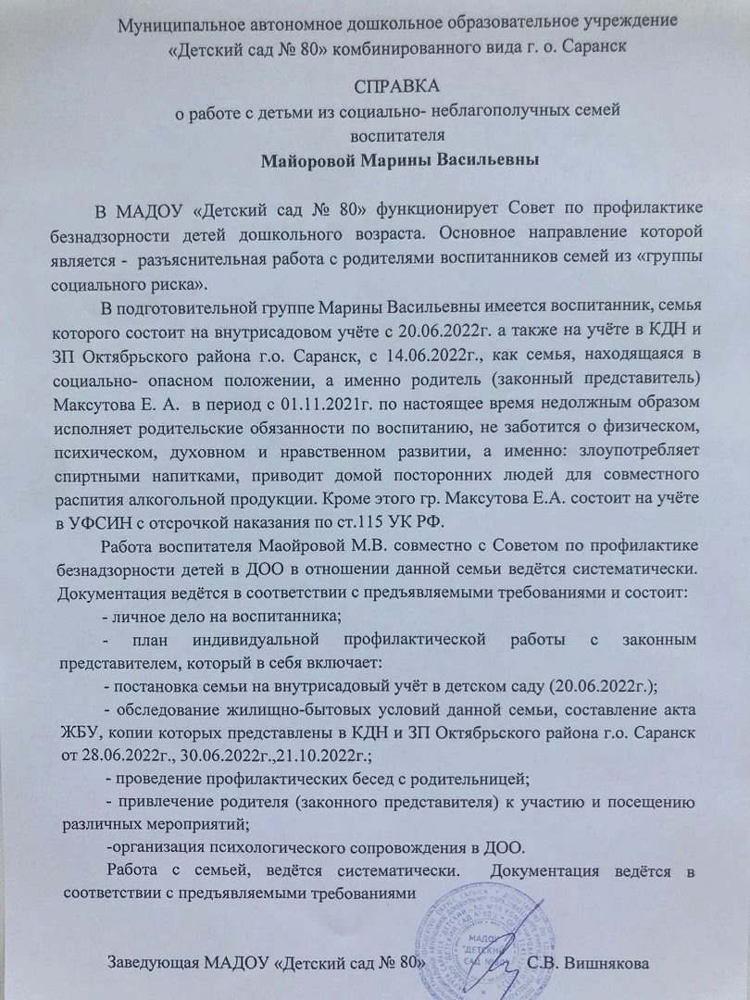 Муниципальное автономное дошкольное образовательное учреждение
«Детский сад № 80» комбинированного вида г. о. Саранск
СПРАВКА
о работе с детьми из социально- неблагополучных семей
воспитателя
Майоровой Марины Васильевны
В МАДОУ «Детский сад № 80» функционирует Совет по профилактике
безнадзорности детей дошкольного возраста. Основное направление которой
является - разъяснительная работа с родителями воспитанников семей из «группы
социального риска».
В подготовительной группе Марины Васильевны имеется воспитанник, семья
которого состоит на внутрисадовом учёте с 20.06.2022г. а также на учёте в КДН и
ЗП Октябрьского района г.о. Саранск, с 14.06.2022г., как семья, находящаяся в
социально- опасном положении, а именно родитель (законный представитель)
Максутова Е. А. в период с 01.11.2021г. по настоящее время недолжным образом
исполняет родительские обязанности по воспитанию, не заботится о физическом,
психическом, духовном и нравственном развитии, а именно: злоупотребляет
спиртными напитками, приводит домой посторонних людей для совместного
распития алкогольной продукции. Кроме этого гр. Максутова Е.А. состоит на учёте
в УФСИН с отсрочкой наказания по ст.115 УК РФ.
Работа воспитателя Маойровой М.В. совместно с Советом по профилактике
безнадзорности детей в ДОО в отношении данной семьи ведётся систематически.
Документация ведётся в соответствии с предъявляемыми требованиями и состоит:
- личное дело на воспитанника;
- план индивидуальной профилактической работы с законным
представителем, который в себя включает:
- постановка семьи на внутрисадовый учёт в детском саду (20.06.2022г.);
- обследование жилищно-бытовых условий данной семьи, составление акта
ЖБУ, копии которых представлены в КДН и ЗП Октябрьского района г.о. Саранск
от 28.06.2022г., 30.06.2022г.,21.10.2022г.;
- проведение профилактических бесед с родительницей;
- привлечение родителя (законного представителя) к участию и посещению
различных мероприятий;
-организация психологического сопровождения в ДОО.
Работа с семьей, ведётся систематически. Документация ведётся в
соответствии с предъявляемыми требованиями
Заведующая МАДОУ «Детский сад № 80» С.В. Вишнякова
МАДОУ
"ДЕТСКИЙ
САД №80"